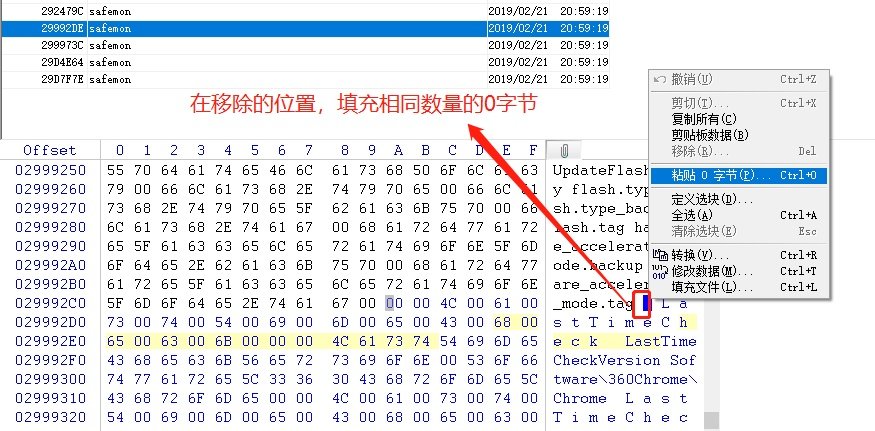 292479C safemon 2019/02/21 20:59:19
29992DE safemon 2019/02/21 20:59:19
299973C safemon 2019/02/21 20:59:19
29D4E64 safemon 2019/02/21 20:59:19
29D7F7E safemon 2019/02/21 20:59:19
在移除的位置，填充相同数量的0字节
撤销(U) Ctrl+Z
剪切(T)... Ctrl+X
复制所有(C)
剪贴板数据(B)
移除(R)... Del
粘贴 0 字节(P)... Ctrl+0
定义选块(D)...
全选(A) Ctrl+A
清除选块(E) Esc
转换(V)... Ctrl+R
修改数据(M)... Ctrl+T
填充文件(L)... Ctrl+L
Offset 0 1 2 3 4 5 6 7 8 9 A B C D E F
02999250 55 70 64 61 74 65 46 6C 61 73 68 50 6F 6C 63 UpdateFlash
02999260 79 00 66 6C 61 73 68 2E 74 79 70 65 00 66 6C 61 y flash.typ
02999270 73 68 2E 74 79 70 65 5F 62 61 63 6B 75 70 00 66 sh.type_bac
02999280 6C 61 73 68 2E 74 61 67 00 68 61 72 64 77 61 72 lash.tag ha
02999290 65 5F 61 63 63 65 6C 65 72 61 74 69 6F 6E 5F 6D e_accelerat
029992A0 6F 64 65 2E 62 61 63 6B 75 70 00 68 61 72 64 77 ode.backup
029992B0 61 72 65 5F 61 63 63 65 6C 65 72 61 74 69 6F 6E are_acceler
029992C0 5F 6D 6F 64 65 2E 74 61 67 00 00 00 4C 00 61 00 _mode.tag L a
029992D0 73 00 74 00 54 00 69 00 6D 00 65 00 43 00 68 00 s t T i m e C h
029992E0 65 00 63 00 6B 00 00 00 4C 61 73 74 54 69 6D 65 e c k LastTime
029992F0 43 68 65 63 6B 56 65 72 73 69 6F 6E 00 53 6F 66 CheckVersion Sof
02999300 74 77 61 72 65 5C 33 36 30 43 68 72 6F 6D 65 5C tware\360Chrome\
02999310 43 68 72 6F 6D 65 00 00 4C 00 61 00 73 00 74 00 Chrome L a s t
02999320 54 00 69 00 6D 00 65 00 43 00 68 00 65 00 63 00 T i m e C h e c